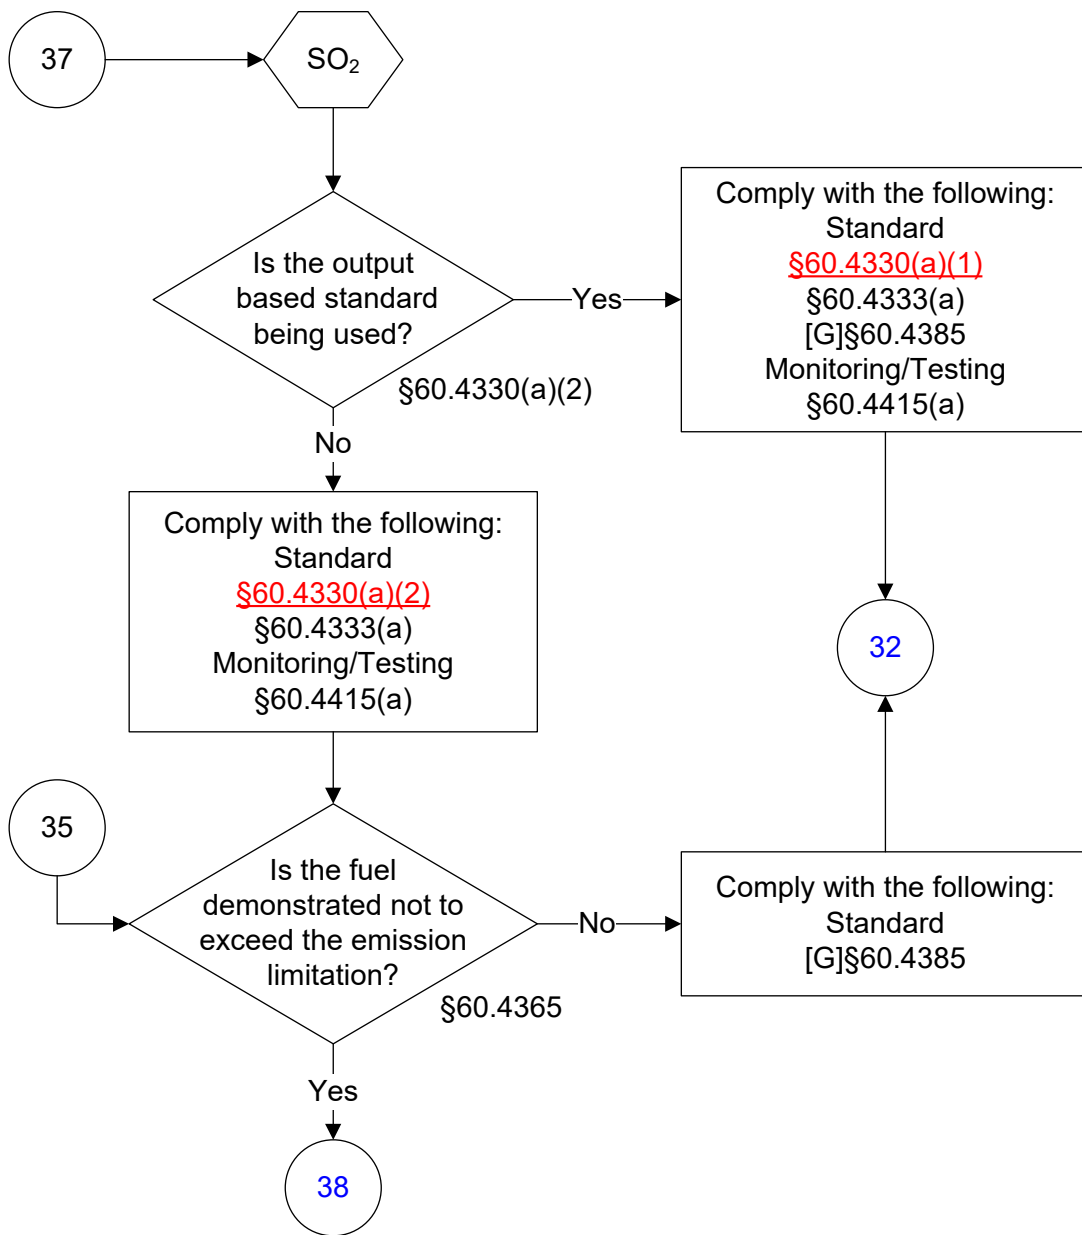 37
SO₂
Is the output
based standard
being used?
§60.4330(a)(2)
Yes
Comply with the following:
Standard
§60.4330(a)(1)
§60.4333(a)
[G]§60.4385
Monitoring/Testing
§60.4415(a)
No
Comply with the following:
Standard
§60.4330(a)(2)
§60.4333(a)
Monitoring/Testing
§60.4415(a)
32
35
Is the fuel
demonstrated not to
exceed the emission
limitation?
§60.4365
No
Comply with the following:
Standard
[G]§60.4385
Yes
38